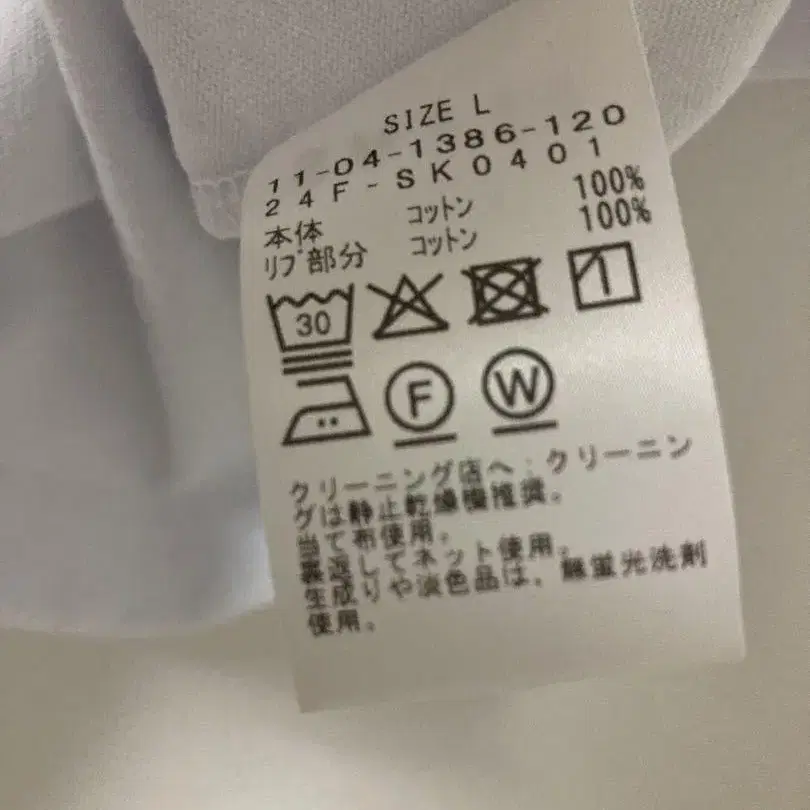 SIZE L
11-04-1386-120
24F-SK0401
本体 コットン 100%
リブ部分 コットン 100%
30
F W
クリーニング店へ:クリーニン
グは静止乾燥機推奨。
当て布使用。
裏返してネット使用。
生成りや淡色品は、無蛍光洗剤
使用。